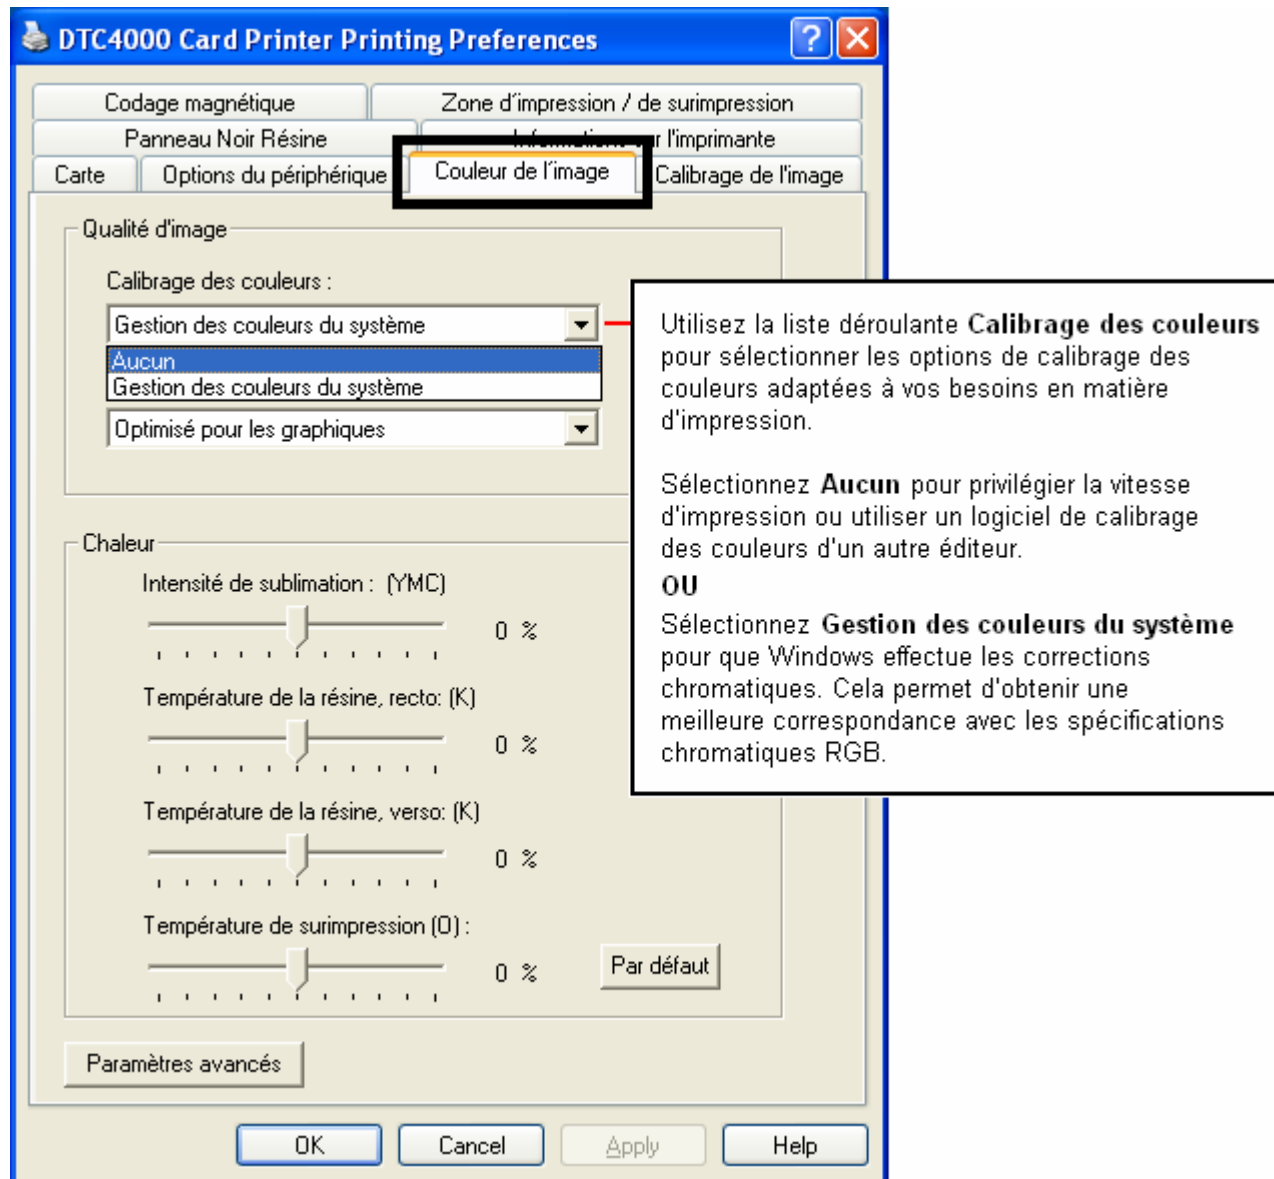 DTC4000 Card Printer Printing Preferences
Codage magnétique
Zone d'impression / de surimpression
Panneau Noir Résine
l'imprimante
Carte
Options du périphérique
Couleur de l'image
Calibrage de l'image
Qualité d'image
Calibrage des couleurs :
Gestion des couleurs du système
Aucun
Gestion des couleurs du système
Optimisé pour les graphiques
Utilisez la liste déroulante Calibrage des couleurs
pour sélectionner les options de calibrage des
couleurs adaptées à vos besoins en matière
d'impression.
Sélectionnez Aucun pour privilégier la vitesse
d'impression ou utiliser un logiciel de calibrage
des couleurs d'un autre éditeur.
OU
Sélectionnez Gestion des couleurs du système
pour que Windows effectue les corrections
chromatiques. Cela permet d'obtenir une
meilleure correspondance avec les spécifications
chromatiques RGB.
Chaleur
Intensité de sublimation : (YMC)
0 %
Température de la résine, recto: (K)
0 %
Température de la résine, verso: (K)
0 %
Température de surimpression (O) :
0 %
Par défaut
Paramètres avancés
OK
Cancel
Apply
Help